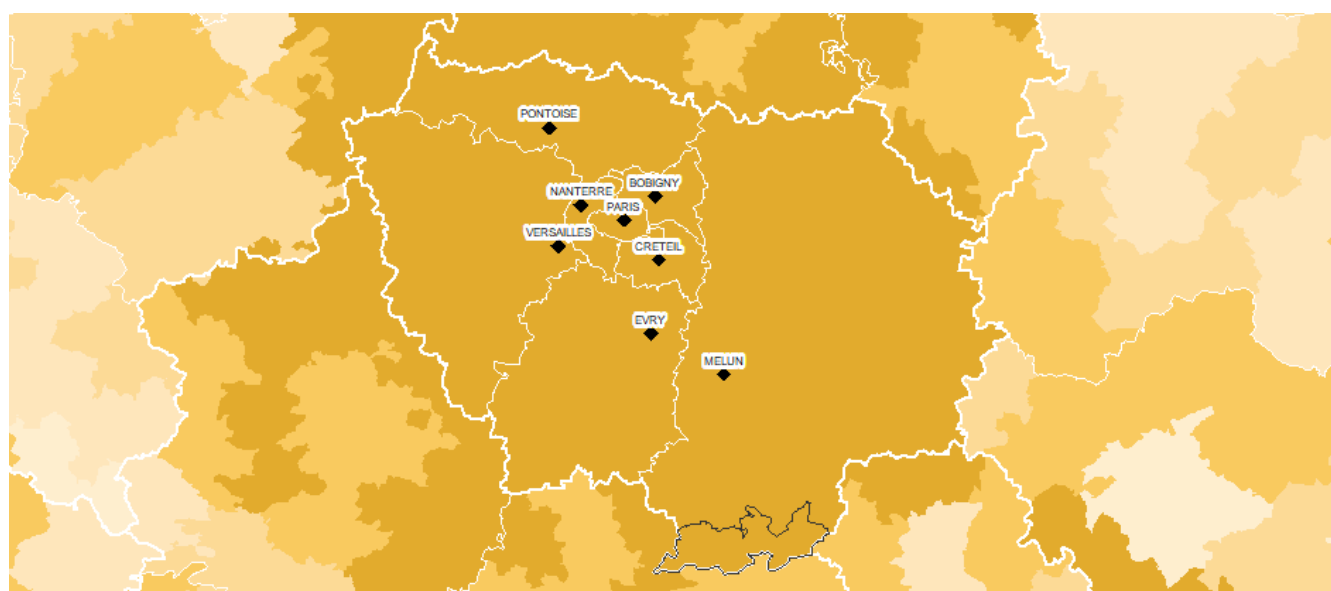 PONTOISE
BOBIGNY
NANTERRE
PARIS
VERSAILLES
CRETEIL
EVRY
MELUN